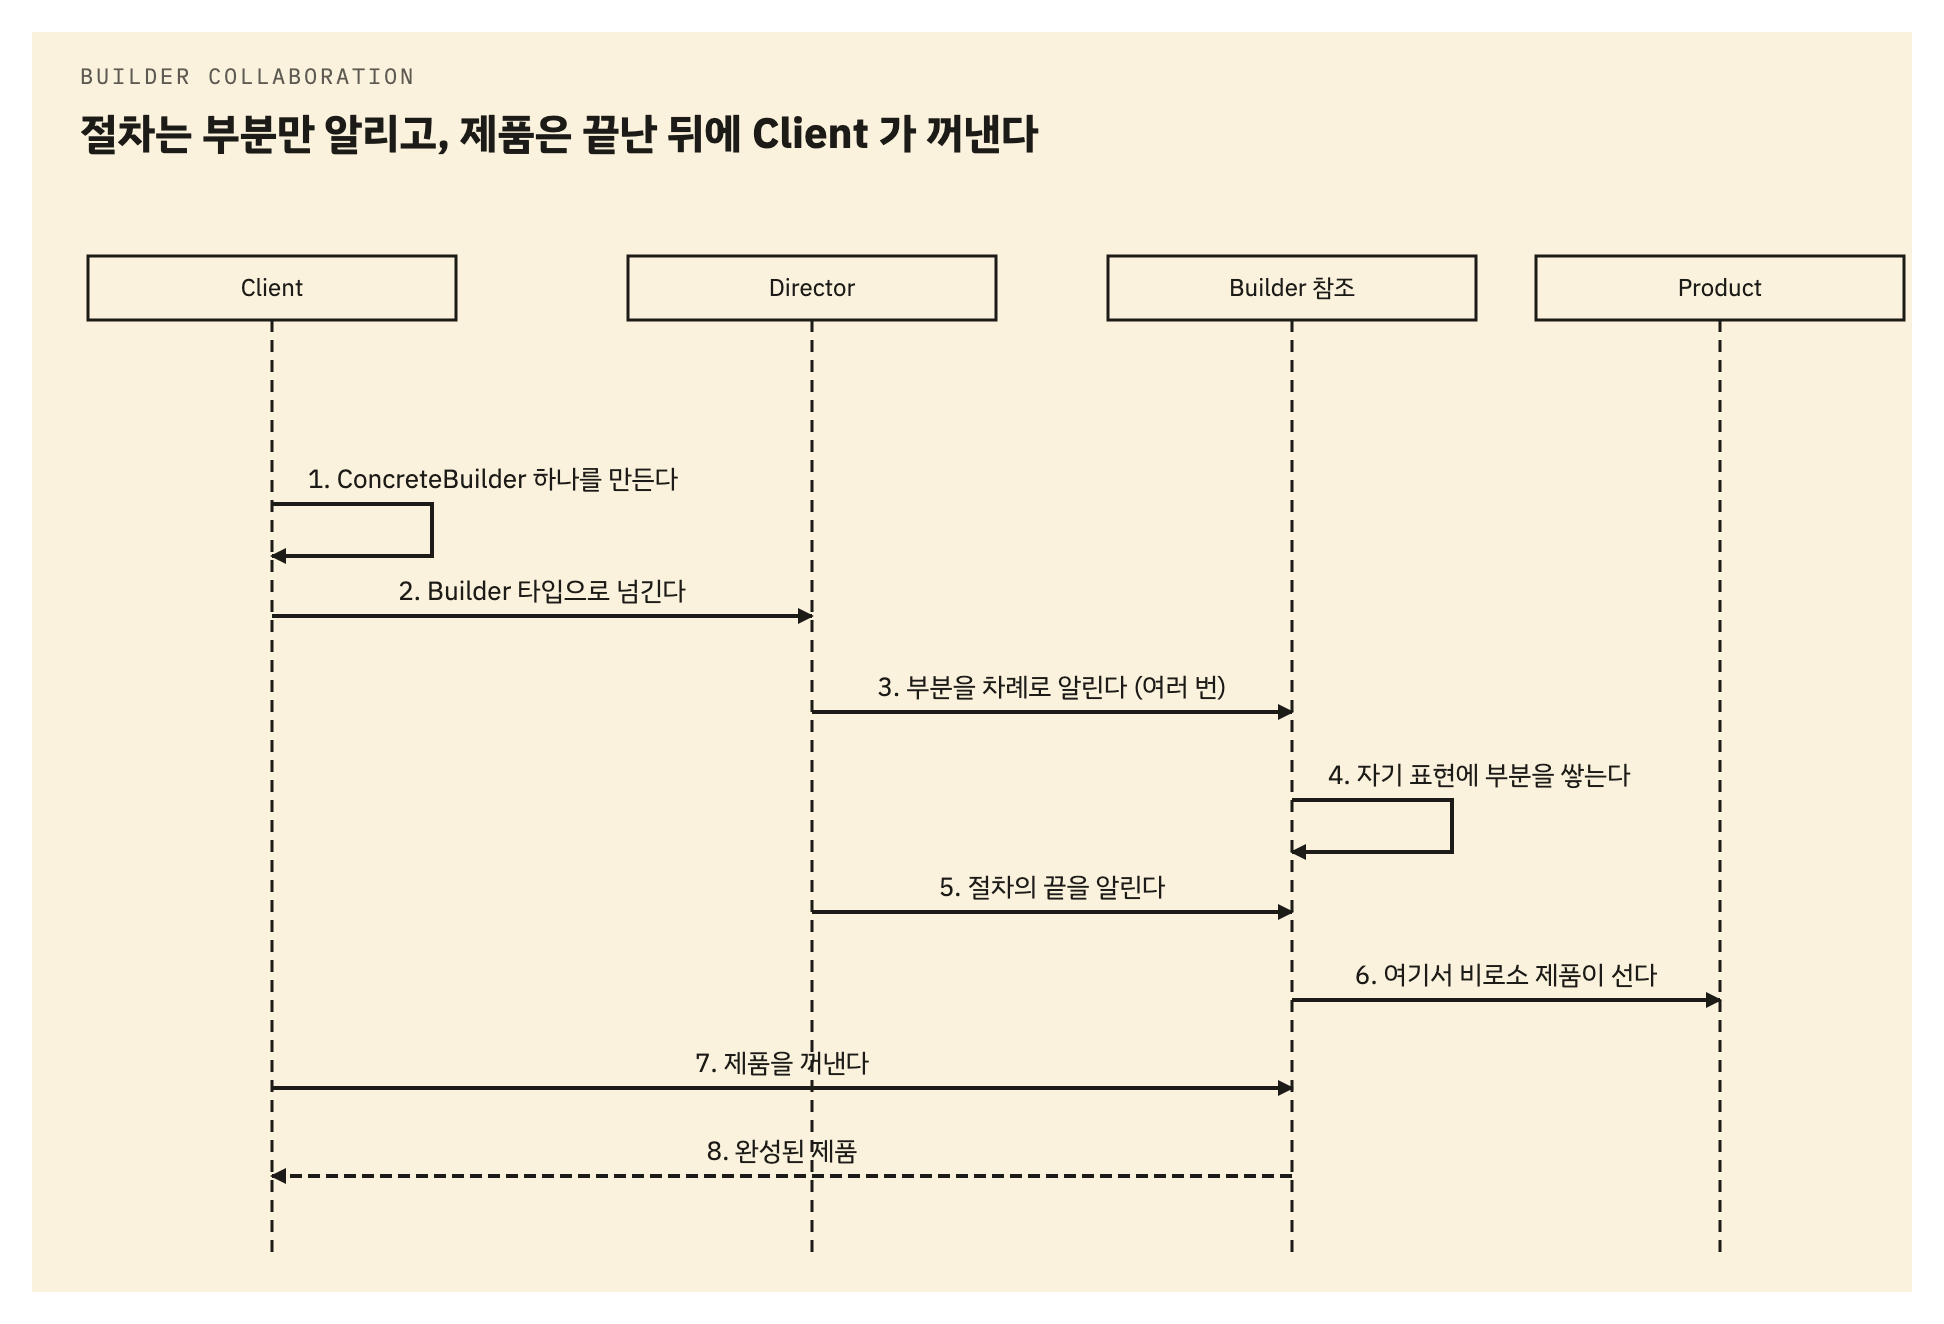 BUILDER COLLABORATION
절차는 부분만 알리고, 제품은 끝난 뒤에 Client 가 꺼낸다
Client
Director
Builder 참조
Product
1. ConcreteBuilder 하나를 만든다
2. Builder 타입으로 넘긴다
3. 부분을 차례로 알린다 (여러 번)
4. 자기 표현에 부분을 쌓는다
5. 절차의 끝을 알린다
6. 여기서 비로소 제품이 선다
7. 제품을 꺼낸다
8. 완성된 제품